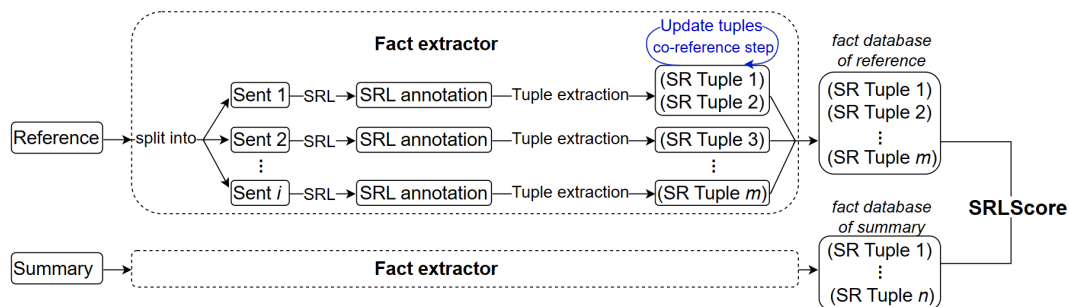 Fact extractor
Update tuples
co-reference step
fact database
of reference
Reference
split into
Sent 1 SRL SRL annotation Tuple extraction (SR Tuple 1)
(SR Tuple 2)
Sent 2 SRL SRL annotation Tuple extraction (SR Tuple 3)
⋮ ⋮
Sent i SRL SRL annotation Tuple extraction (SR Tuple m)
(SR Tuple 1)
(SR Tuple 2)
⋮
(SR Tuple m)
SRLScore
Summary
Fact extractor
fact database
of summary
(SR Tuple 1)
⋮
(SR Tuple n)